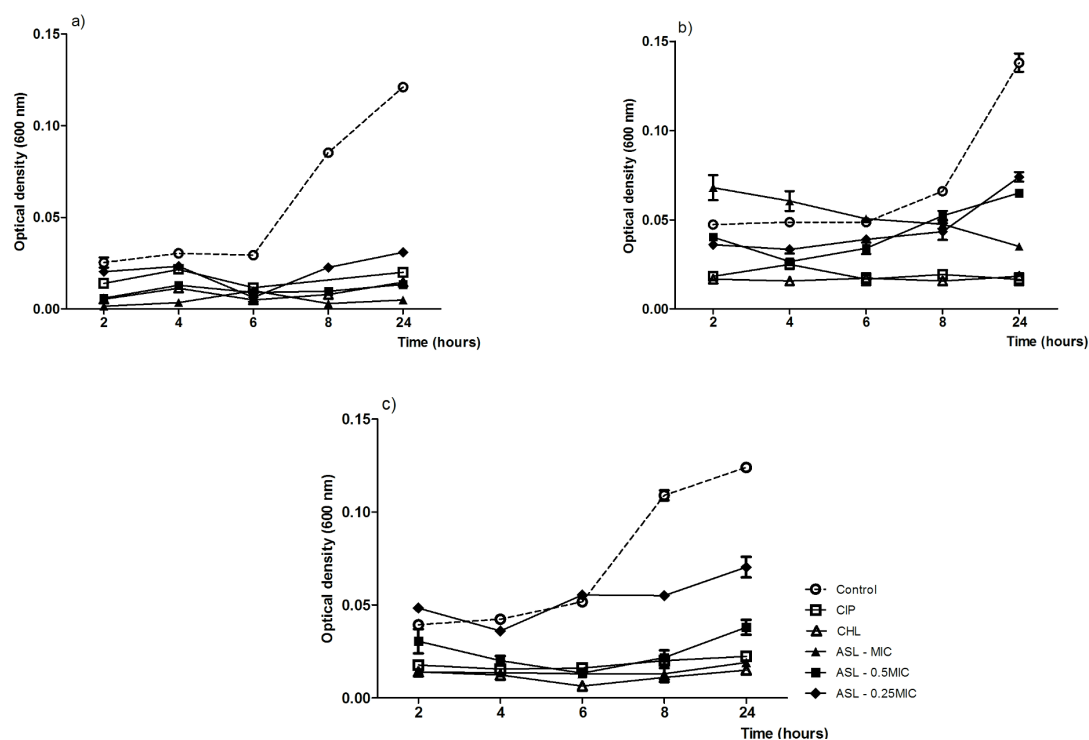 a)
0.15
0.10
0.05
0.00
Optical density (600 nm)
2 4 6 8 24
Time (hours)
b)
0.15
0.10
0.05
0.00
Optical density (600 nm)
2 4 6 8 24
Time (hours)
c)
0.15
0.10
0.05
0.00
Optical density (600 nm)
2 4 6 8 24
Time (hours)
Control
CIP
CHL
ASL - MIC
ASL - 0.5MIC
ASL - 0.25MIC